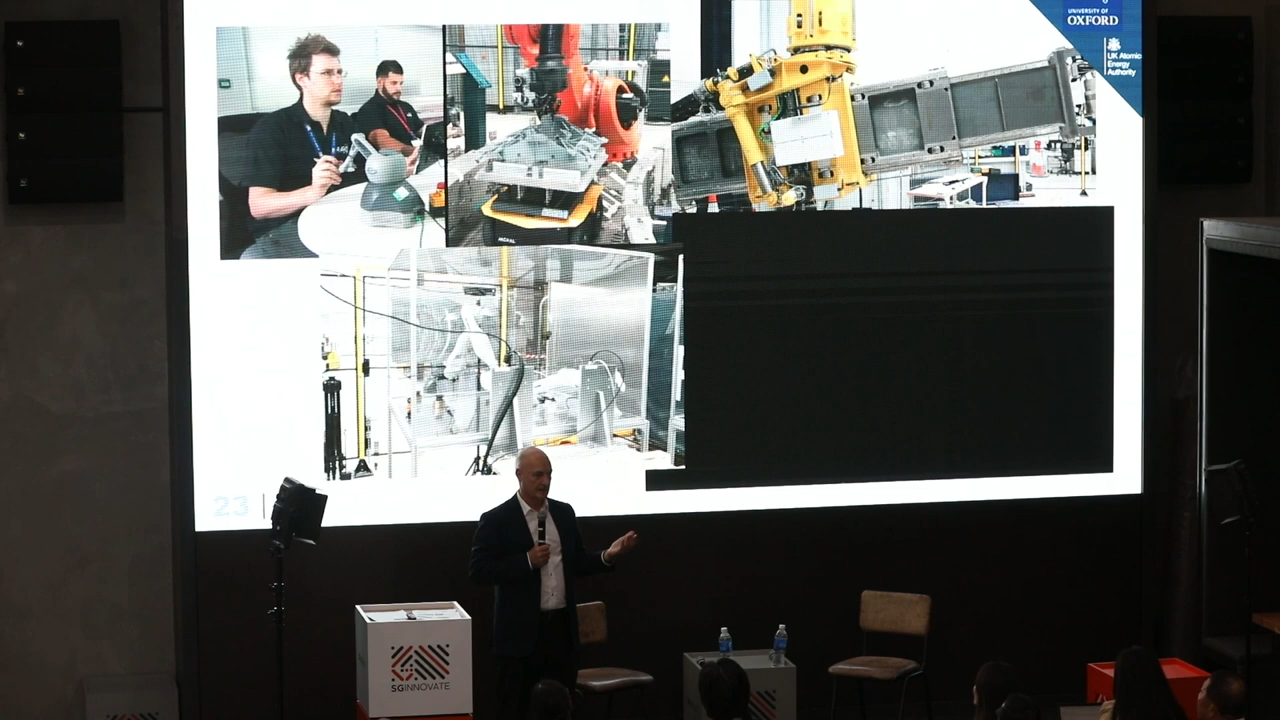 UNIVERSITY OF
OXFORD
UK Atomic
Energy
Authority
23
SGINNOVATE